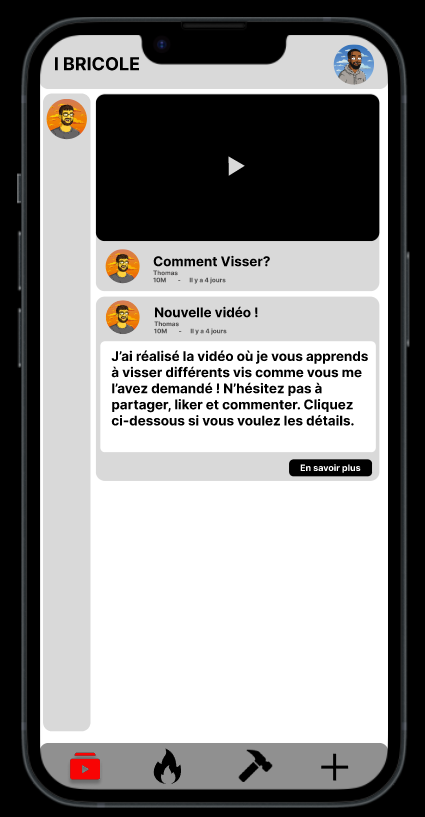 I BRICOLE
Comment Visser?
Thomas
10M - Il y a 4 jours
Nouvelle vidéo !
Thomas
10M - Il y a 4 jours
J'ai réalisé la vidéo où je vous apprends
à visser différents vis comme vous me
l'avez demandé ! N'hésitez pas à
partager, liker et commenter. Cliquez
ci-dessous si vous voulez les détails.
En savoir plus